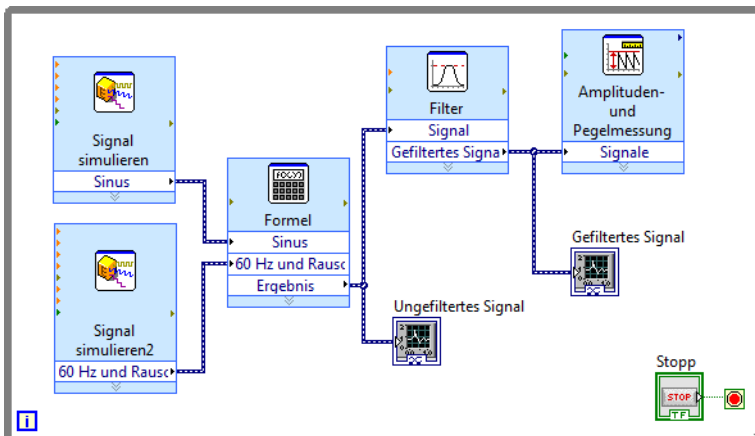 Signal
simulieren
Sinus
Signal
simulieren2
60 Hz und Rausc
F(X,Y)
Formel
Sinus
60 Hz und Rausc
Ergebnis
Filter
Signal
Gefiltertes Signa
Amplituden-
und
Pegelmessung
Signale
Gefiltertes Signal
Ungefiltertes Signal
Stopp
STOP
TF
i